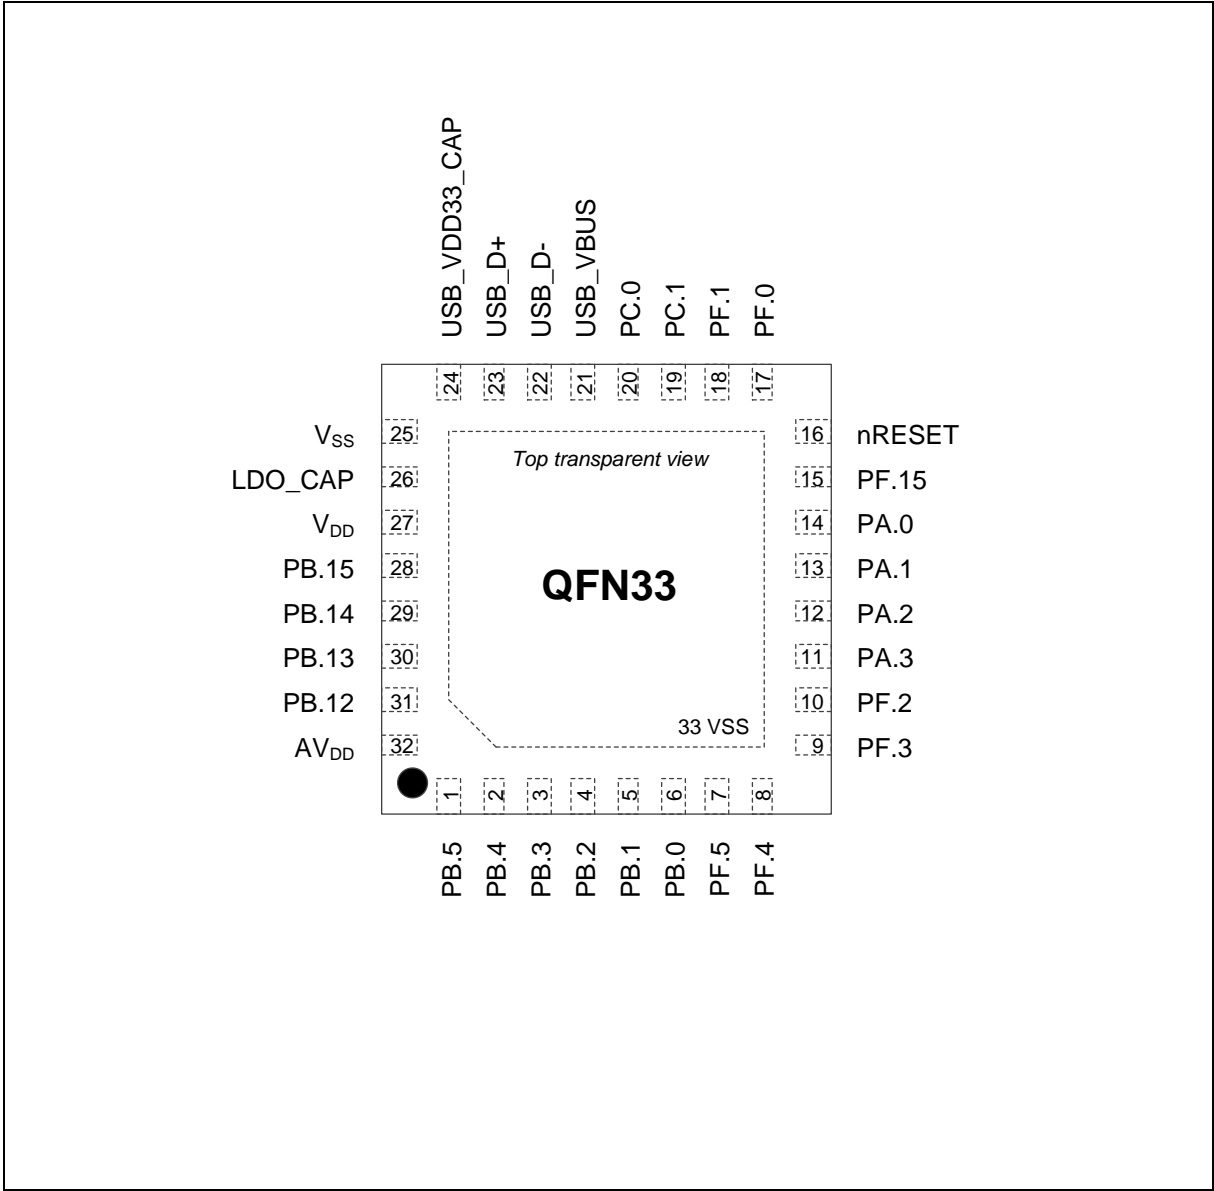 USB_VDD33_CAP
USB_D+
USB_D-
USB_VBUS
PC.0
PC.1
PF.1
PF.0
24
23
22
21
20
19
18
17
VSS 25
16 nRESET
Top transparent view
LDO_CAP 26
15 PF.15
VDD 27
14 PA.0
PB.15 28
13 PA.1
QFN33
PB.14 29
12 PA.2
PB.13 30
11 PA.3
PB.12 31
10 PF.2
33 VSS
AVDD 32
9 PF.3
1
2
3
4
5
6
7
8
PB.5
PB.4
PB.3
PB.2
PB.1
PB.0
PF.5
PF.4